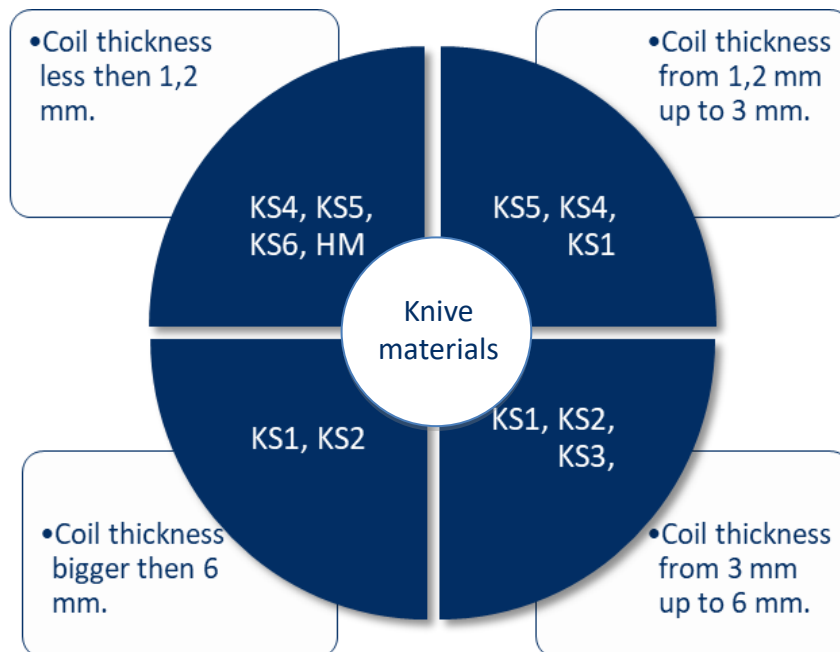 •Coil thickness
less then 1,2
mm.
•Coil thickness
from 1,2 mm
up to 3 mm.
KS4, KS5,
KS6, HM
KS5, KS4,
KS1
Knive
materials
KS1, KS2
KS1, KS2,
KS3,
•Coil thickness
bigger then 6
mm.
•Coil thickness
from 3 mm
up to 6 mm.